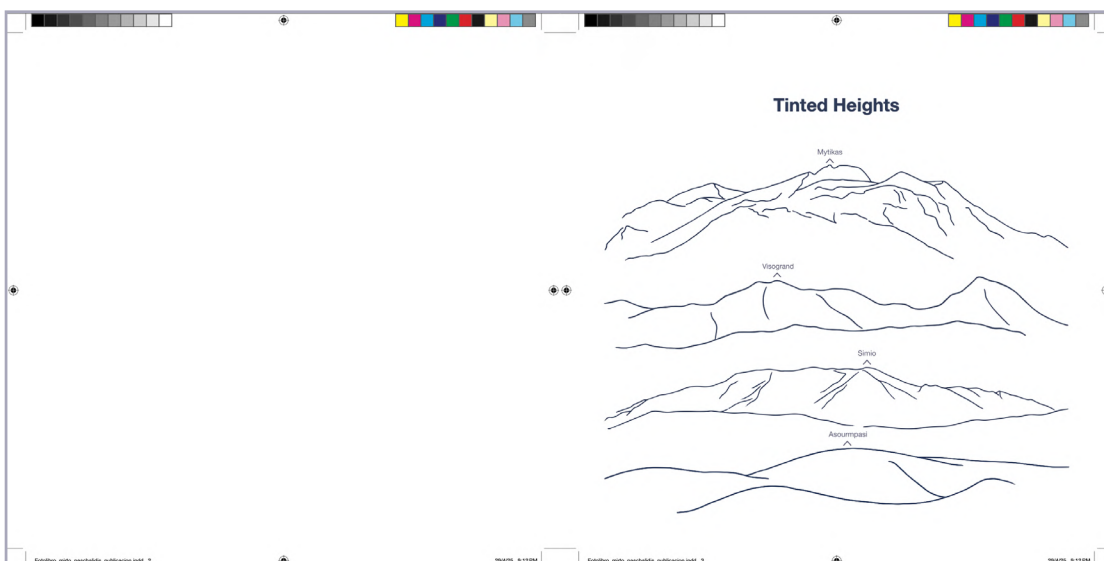 Tinted Heights
Mytikas
Visogrand
Simio
Asourmpasi